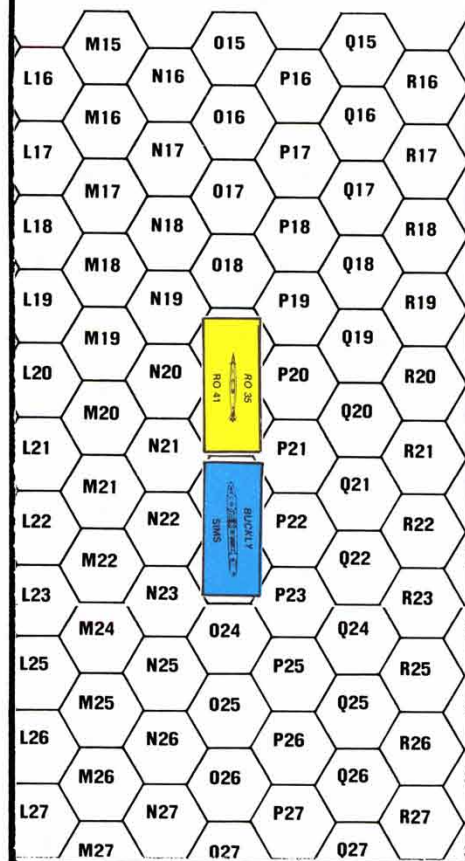 M15 O15 Q15
L16 N16 P16 R16
M16 O16 Q16
L17 N17 P17 R17
M17 O17 Q17
L18 N18 P18 R18
M18 O18 Q18
L19 N19 P19 R19
M19 Q19
L20 N20 P20 R20
M20 Q20
L21 N21 P21 R21
M21 Q21
L22 N22 P22 R22
M22 Q22
L23 N23 P23 R23
M24 O24 Q24
L25 N25 P25 R25
M25 O25 Q25
L26 N26 P26 R26
M26 O26 Q26
L27 N27 P27 R27
M27 O27 Q27
RO 35
RO 41
BUCKLY
SIMS